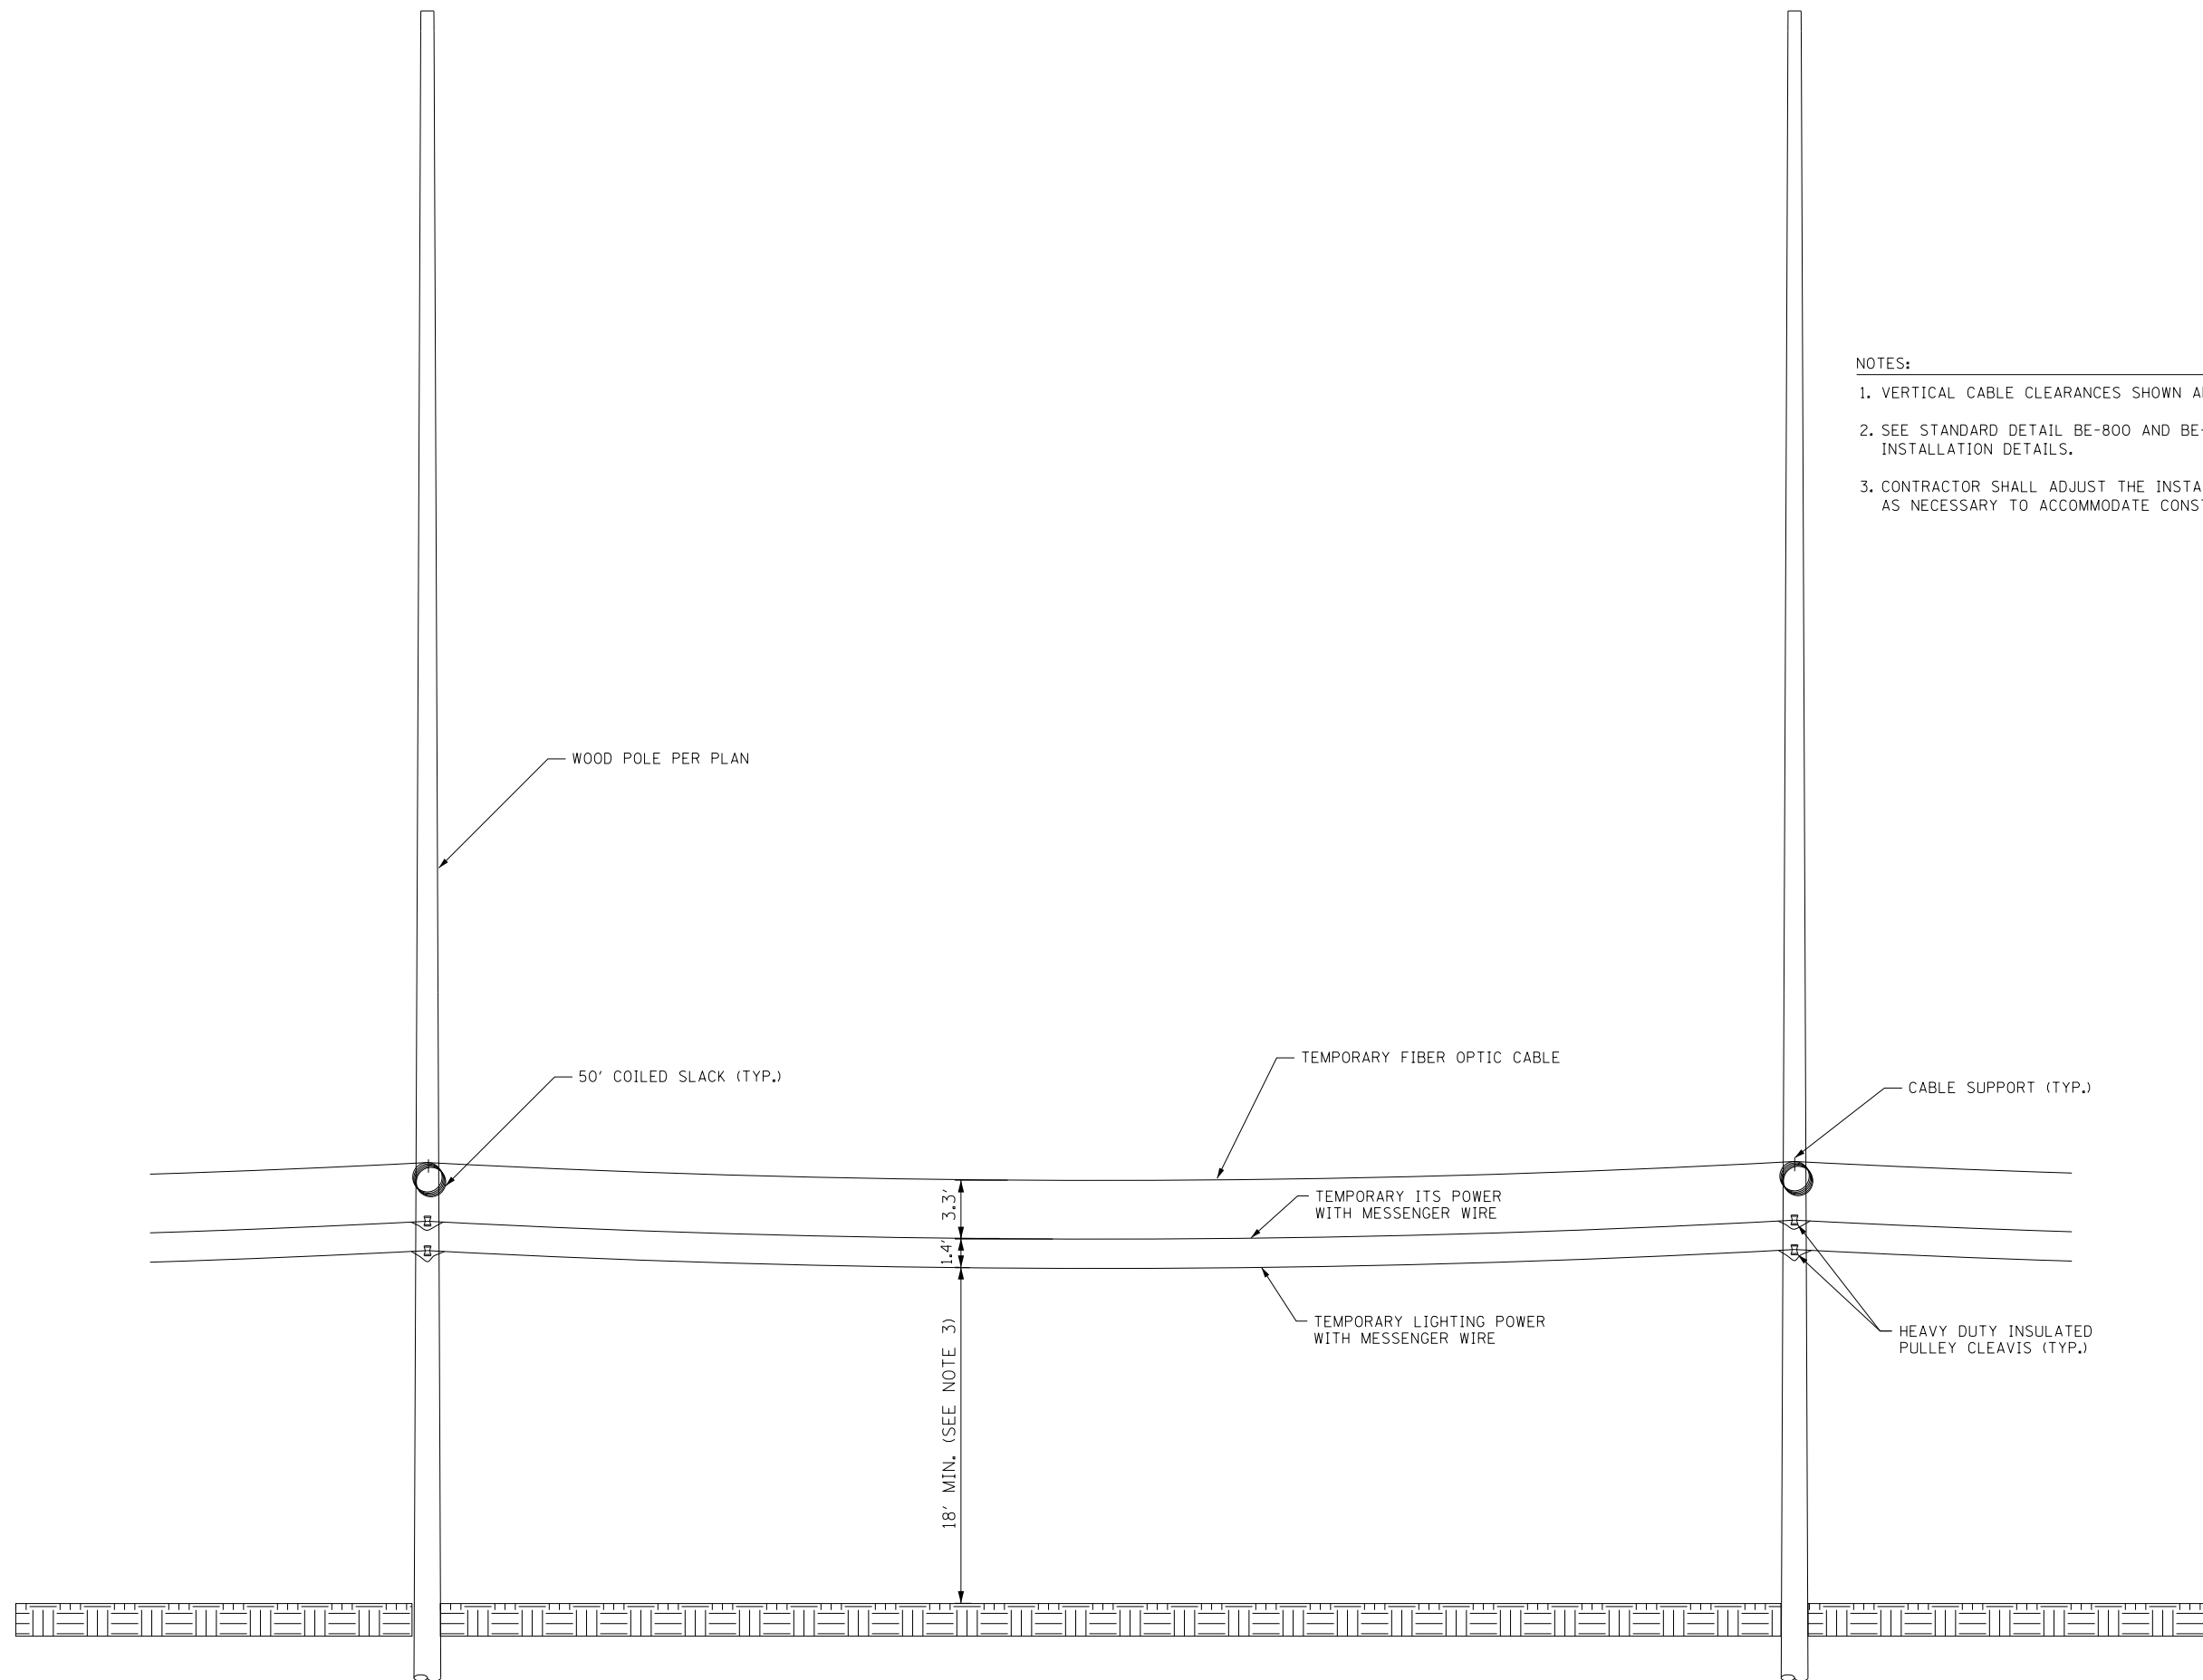 NOTES:
1. VERTICAL CABLE CLEARANCES SHOWN
2. SEE STANDARD DETAIL BE-800 AND BE-
INSTALLATION DETAILS.
3. CONTRACTOR SHALL ADJUST THE
AS NECESSARY TO ACCOMMODATE
WOOD POLE PER PLAN
TEMPORARY FIBER OPTIC CABLE
50' COILED SLACK (TYP.)
CABLE SUPPORT (TYP.)
3.3'
TEMPORARY ITS POWER
WITH MESSENGER WIRE
1.4'
TEMPORARY LIGHTING POWER
WITH MESSENGER WIRE
HEAVY DUTY INSULATED
PULLEY CLEAVIS (TYP.)
18' MIN. (SEE NOTE 3)